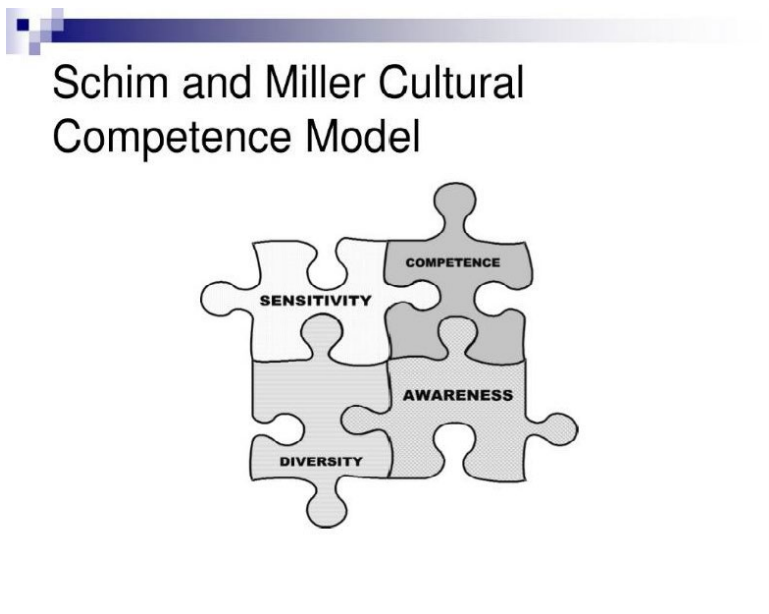 Schim and Miller Cultural
Competence Model
COMPETENCE
SENSITIVITY
AWARENESS
DIVERSITY